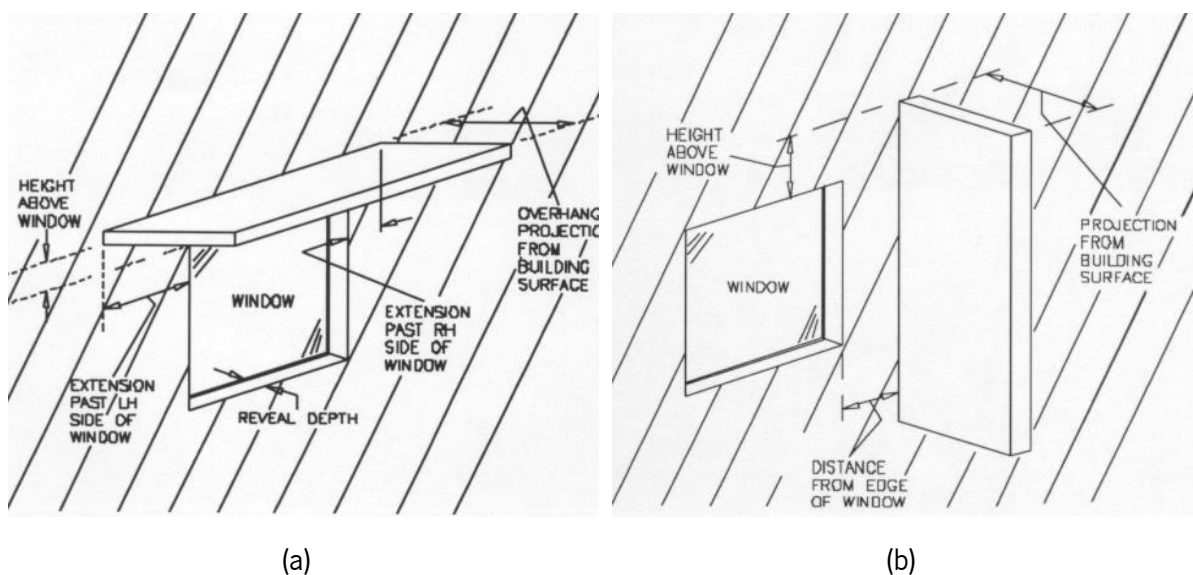 HEIGHT
ABOVE
WINDOW
OVERHANG
PROJECTION
FROM
BUILDING
SURFACE
WINDOW
EXTENSION
PAST RH
SIDE OF
WINDOW
EXTENSION
PAST LH
SIDE OF
WINDOW
REVEAL DEPTH
(a)
HEIGHT
ABOVE
WINDOW
PROJECTION
FROM
BUILDING
SURFACE
WINDOW
DISTANCE
FROM EDGE
OF WINDOW
(b)